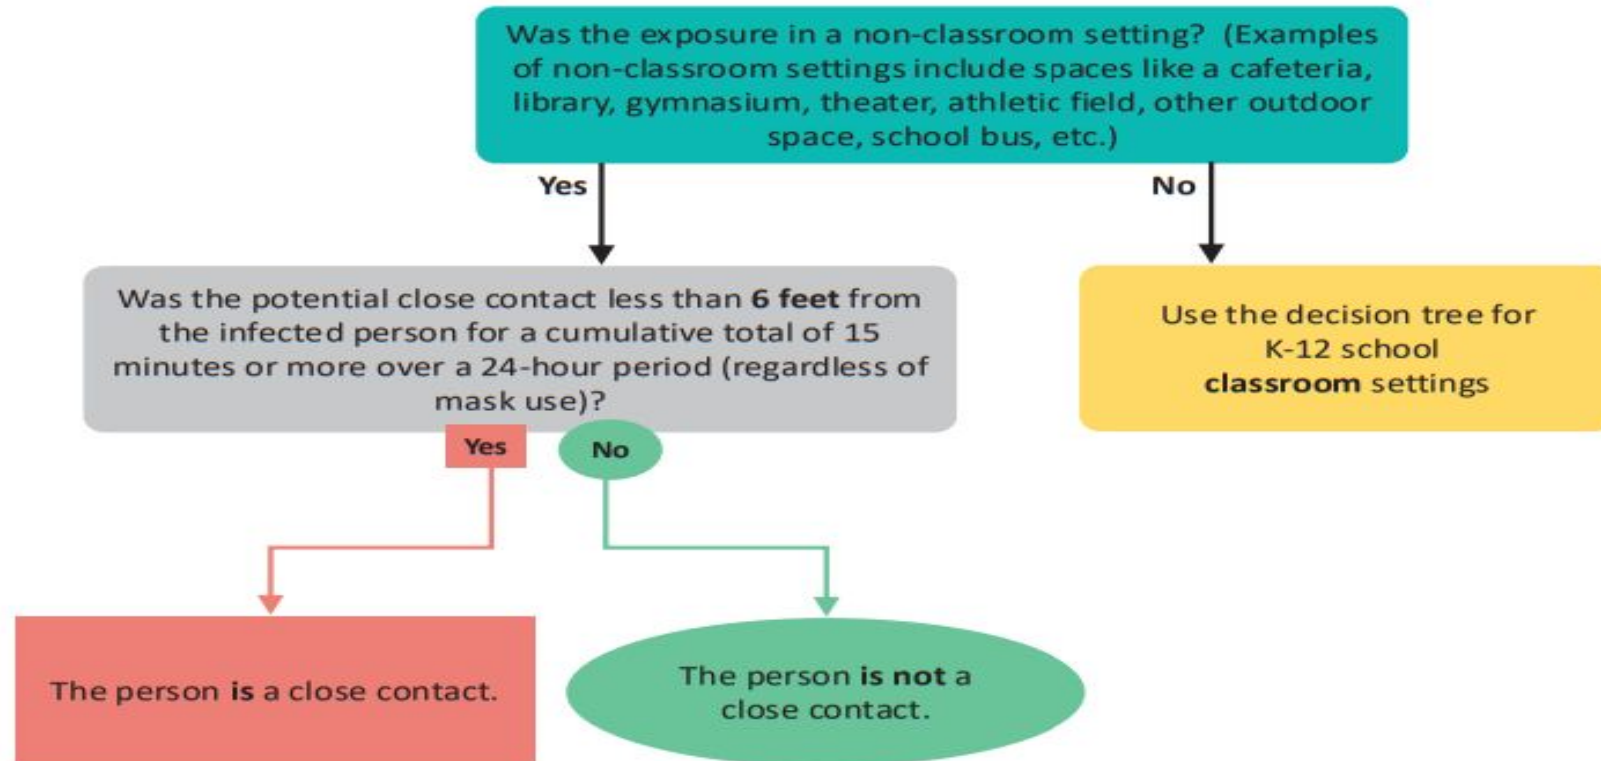 Was the exposure in a non-classroom setting? (Examples
of non-classroom settings include spaces like a cafeteria,
library, gymnasium, theater, athletic field, other outdoor
space, school bus, etc.)
Yes
No
Was the potential close contact less than 6 feet from
the infected person for a cumulative total of 15
minutes or more over a 24-hour period (regardless of
mask use)?
Use the decision tree for
K-12 school
classroom settings
Yes
No
The person is a close contact.
The person is not a
close contact.